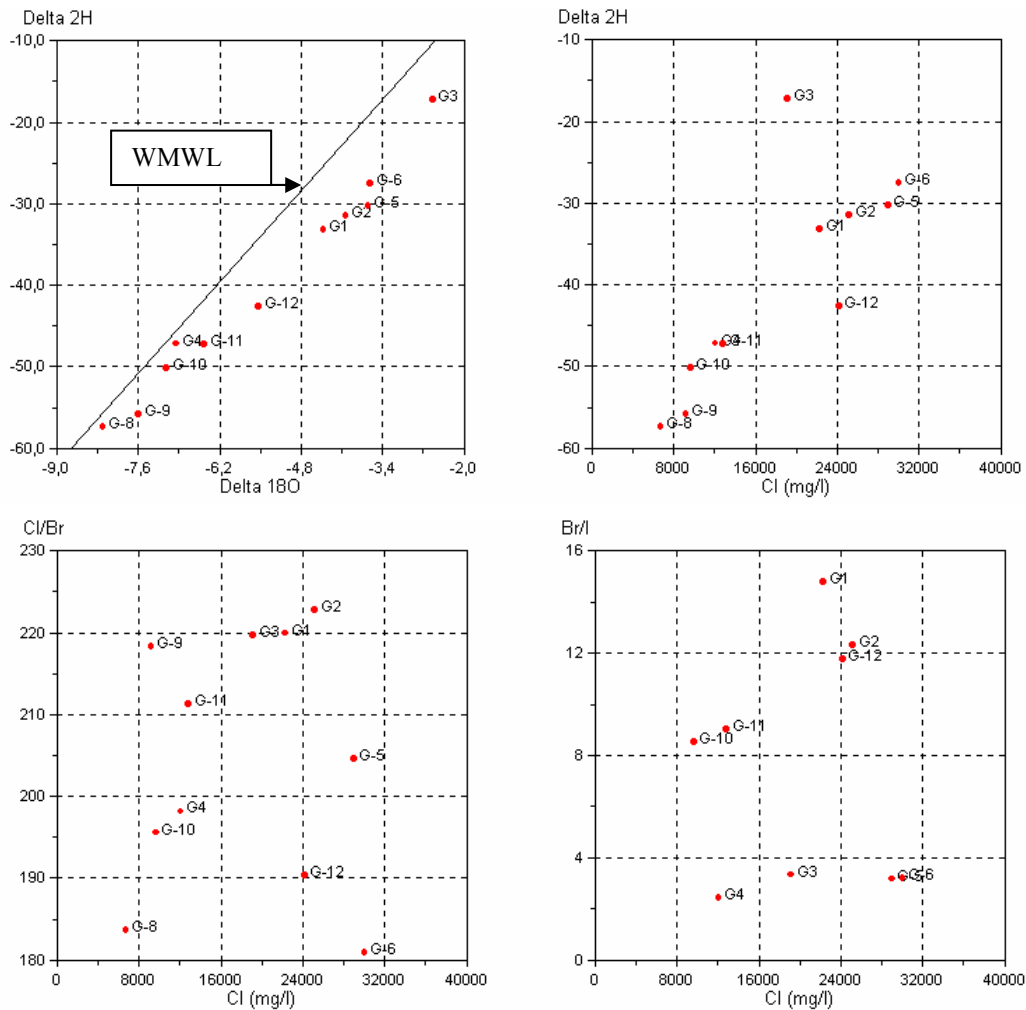 Delta 2H
-10,0
-20,0
-30,0
-40,0
-50,0
-60,0
WMWL
G3
G-6
G-5
G2
G1
G-12
G4
G-11
G-10
G-9
G-8
-9,0 -7,6 -6,2 -4,8 -3,4 -2,0
Delta 18O
Delta 2H
-10
-20
-30
-40
-50
-60
G3
G-6
G-5
G2
G1
G-12
G4
G-11
G-10
G-9
G-8
0 8000 16000 24000 32000 40000
Cl (mg/l)
Cl/Br
230
220
210
200
190
180
G2
G3
G1
G-9
G-11
G-5
G4
G-10
G-12
G-8
G-6
0 8000 16000 24000 32000 40000
Cl (mg/l)
Br/I
16
12
8
4
0
G1
G2
G-12
G-11
G-10
G3
G-5
G-6
G4
0 8000 16000 24000 32000 40000
Cl (mg/l)